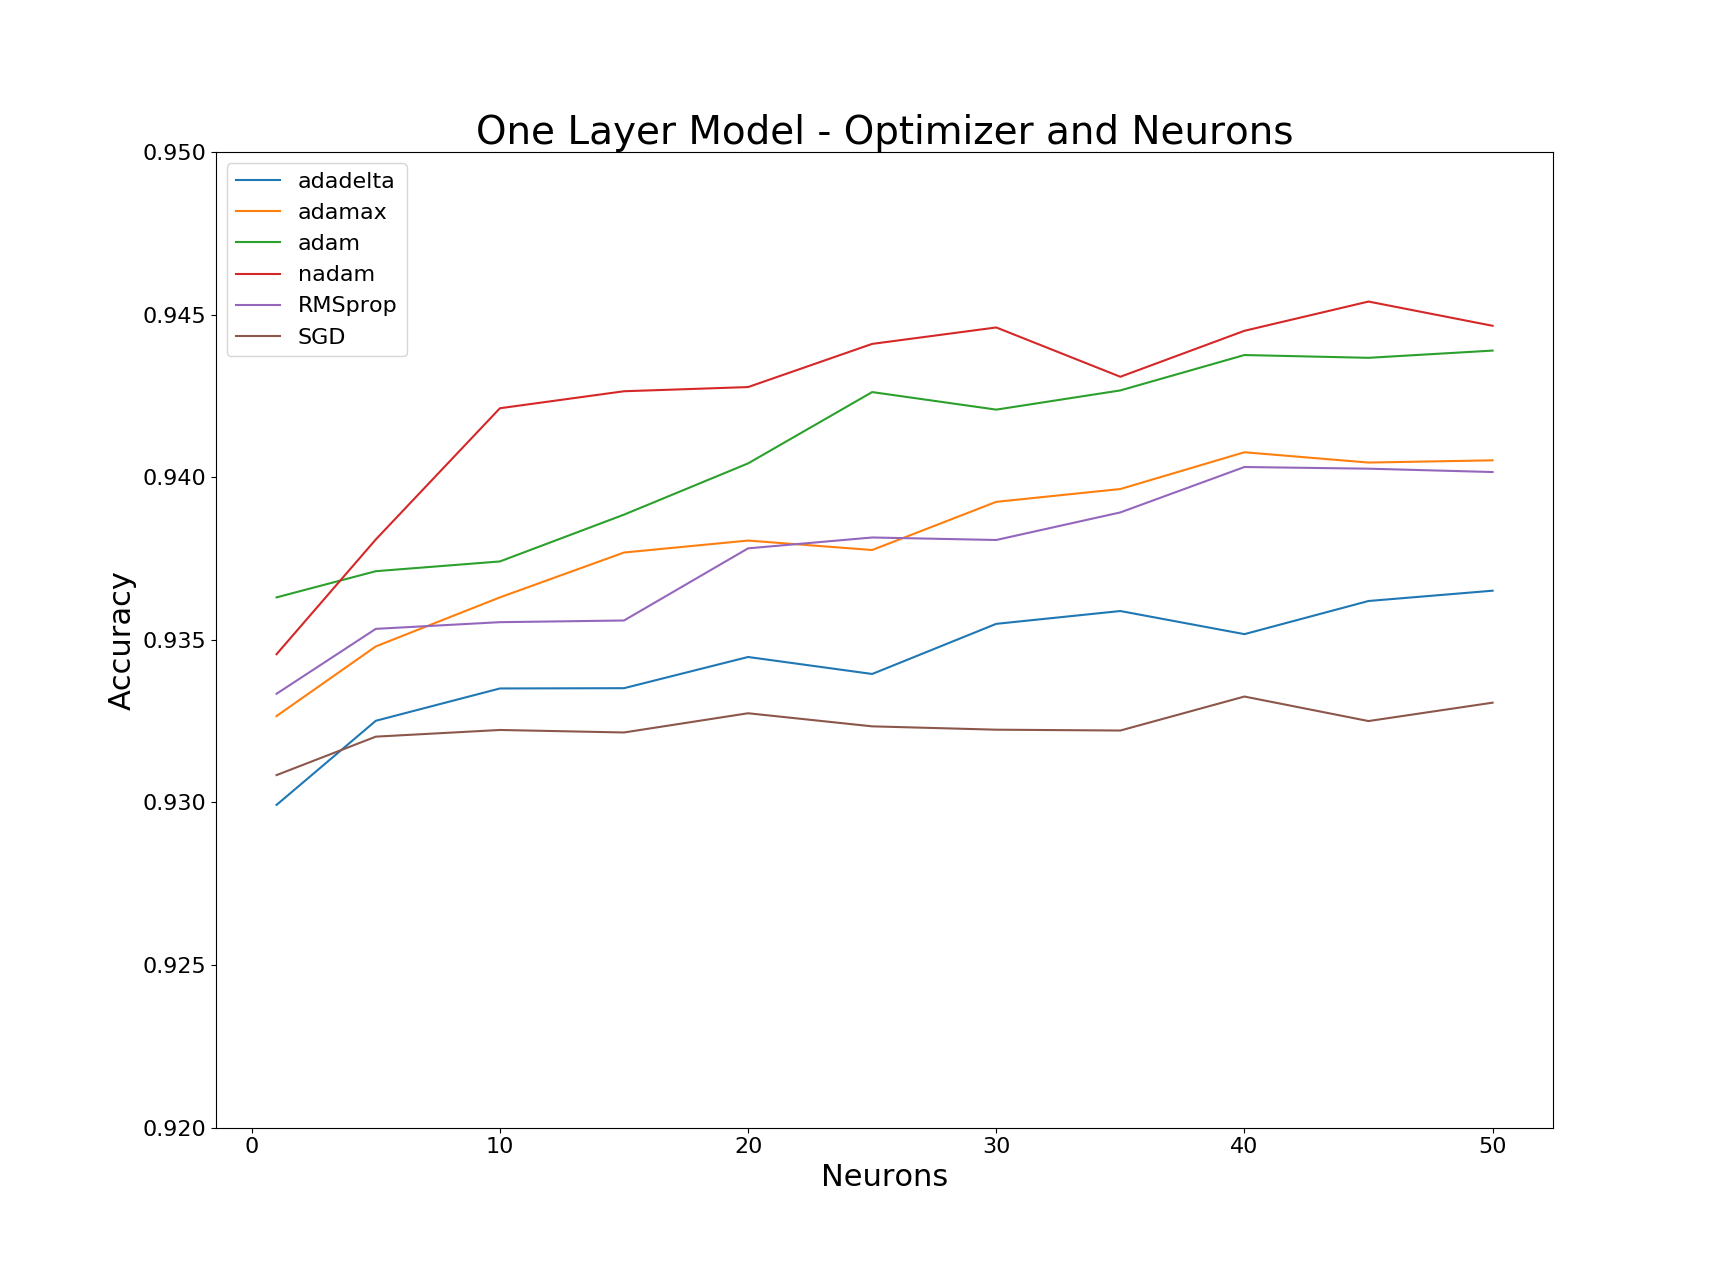 One Layer Model - Optimizer and Neurons
0.950
adadelta
adamax
adam
nadam
RMSprop
SGD
0.945
0.940
0.935
0.930
0.925
0.920
Accuracy
0 10 20 30 40 50
Neurons